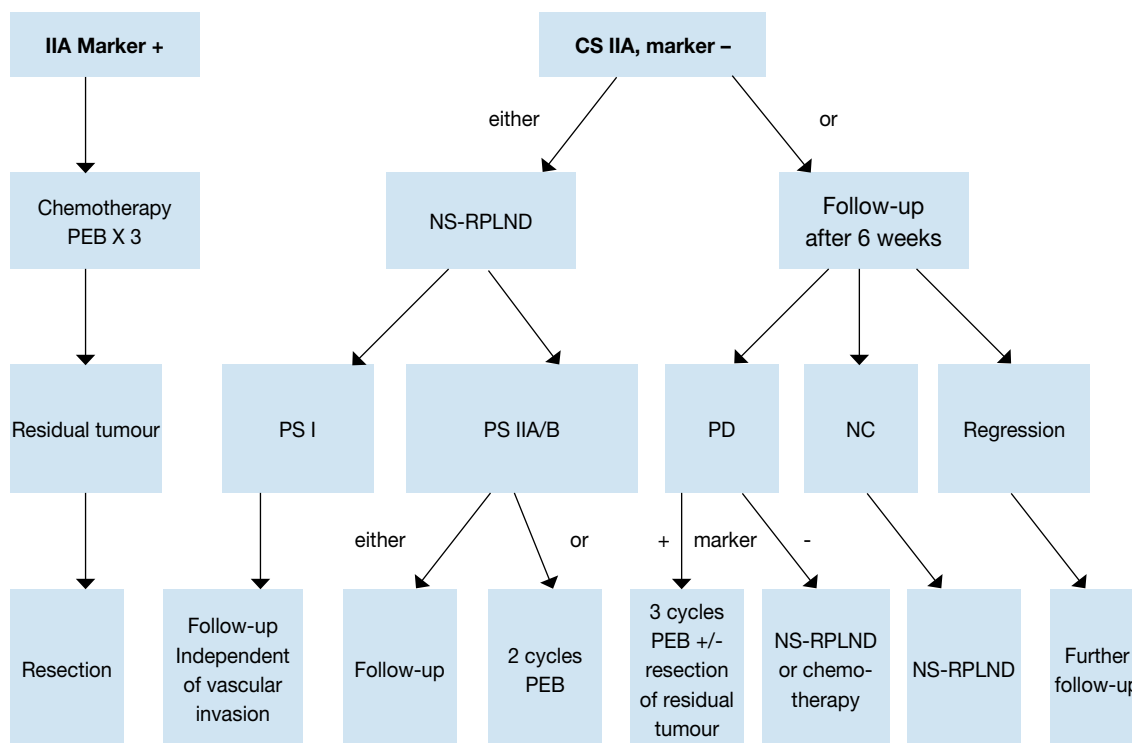 IIA Marker +
CS IIA, marker –
either
or
Chemotherapy
PEB X 3
NS-RPLND
Follow-up
after 6 weeks
Residual tumour
PS I
PS IIA/B
PD
NC
Regression
either
or
+
marker
-
Resection
Follow-up
Independent
of vascular
invasion
Follow-up
2 cycles
PEB
3 cycles
PEB +/-
resection
of residual
tumour
NS-RPLND
or chemo-
therapy
NS-RPLND
Further
follow-up